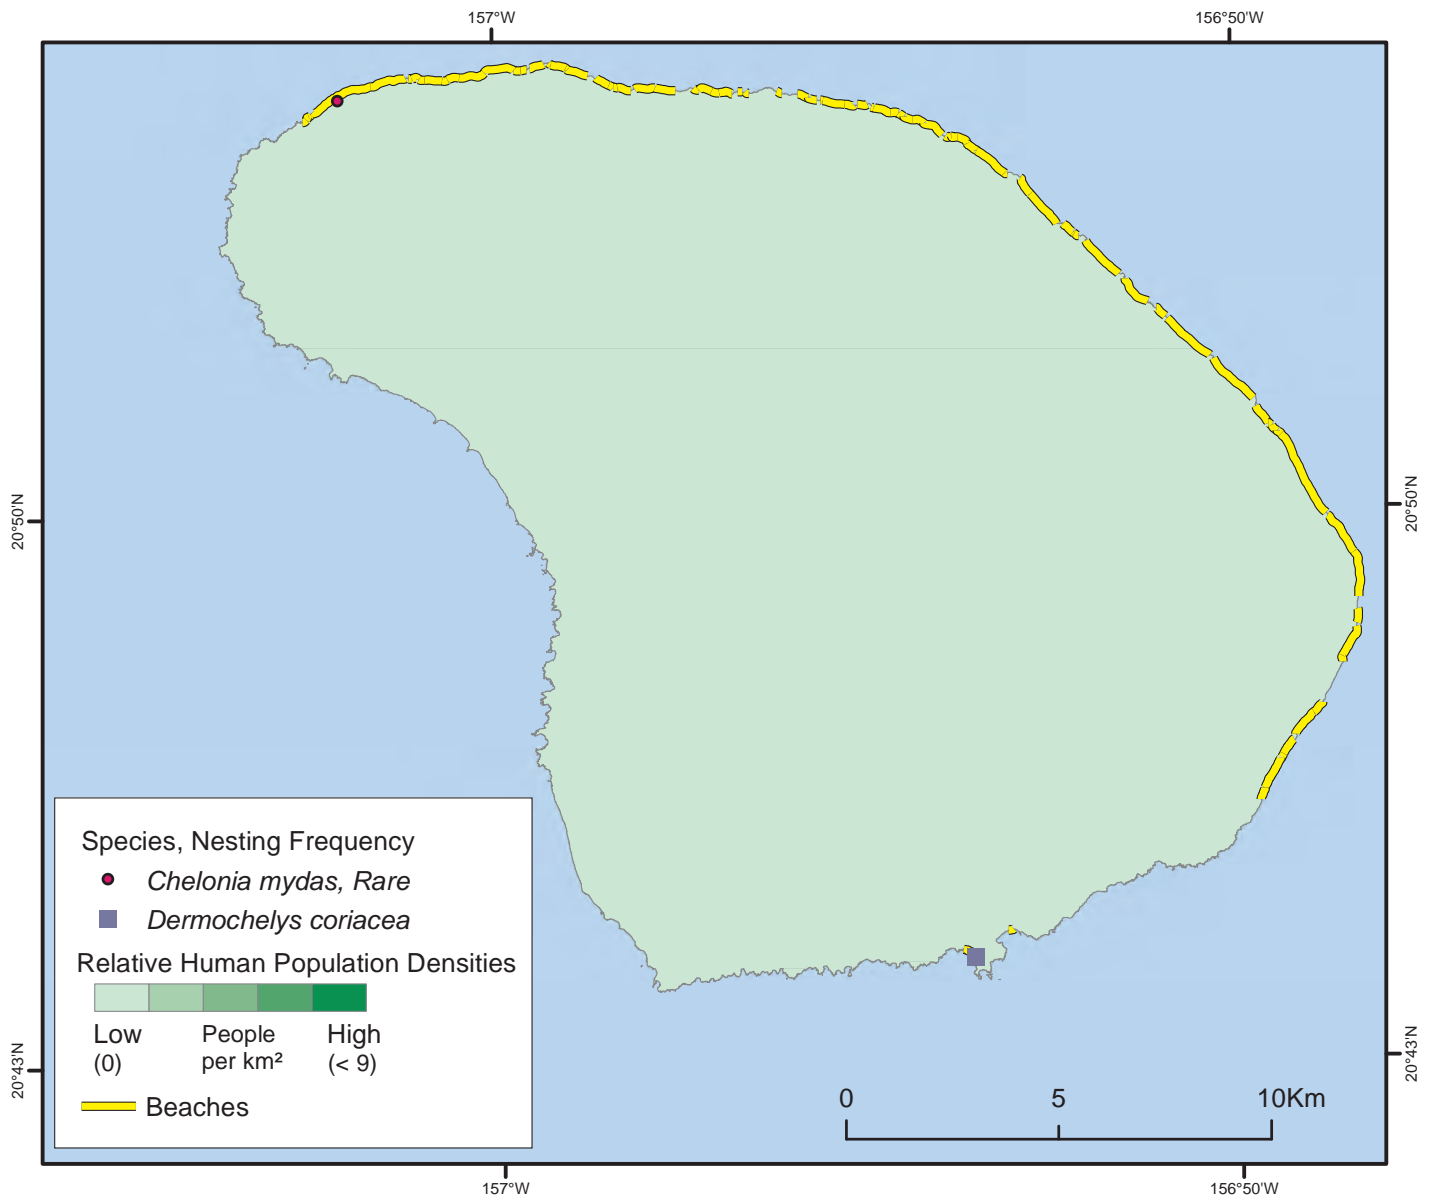 157°W
156°50'W
20°50'N
20°50'N
Species, Nesting Frequency
Chelonia mydas, Rare
Dermochelys coriacea
Relative Human Population Densities
Low
(0)
People
per km²
High
(< 9)
Beaches
20°43'N
20°43'N
0 5 10Km
157°W
156°50'W